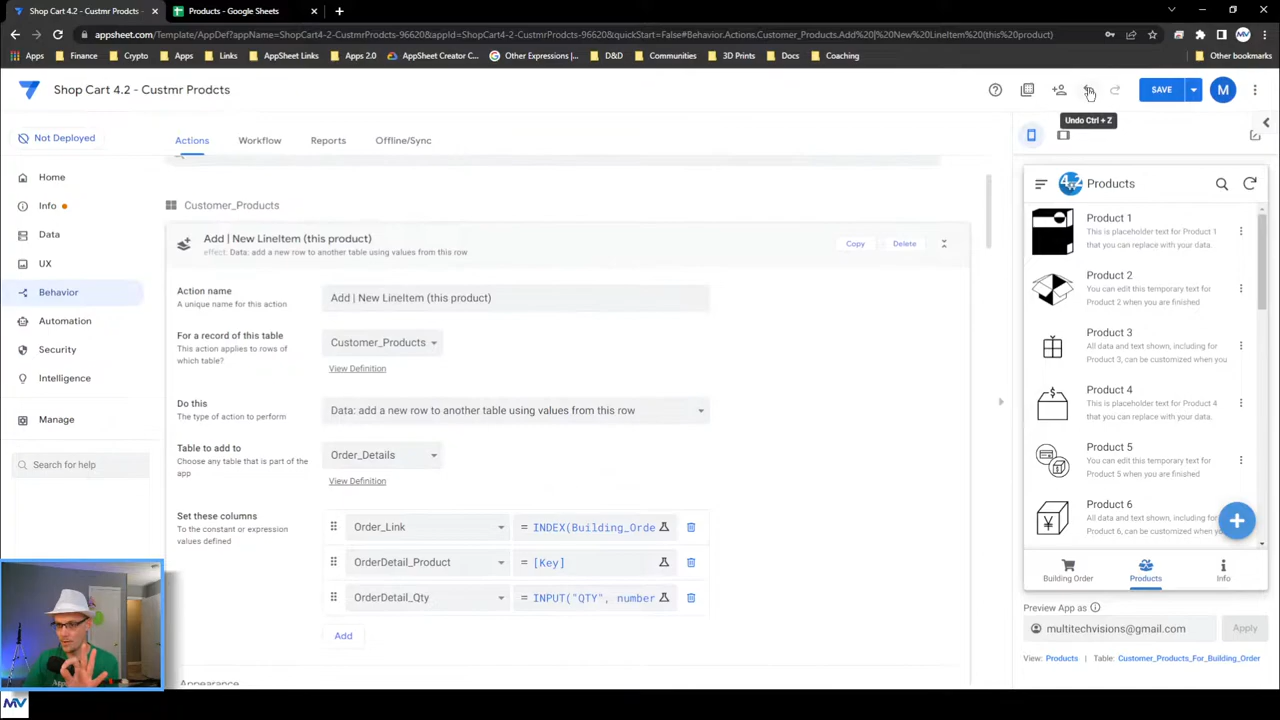 Shop Cart 4.2 - Custmr Prodcts -
Products - Google Sheets
appsheet.com/Template/AppDef?appName=ShopCart4-2-CustmrProdcts-96620&appId=ShopCart4-2-CustmrProdcts-96620&quickStart=False#Behavior.Actions.Customer_Products.Add%20|%20New%20LineItem%20(this%20product)
Apps
Finance
Crypto
Apps
Links
AppSheet Links
Apps 2.0
AppSheet Creator C...
Other Expressions,...
D&D
Communities
3D Prints
Docs
Coaching
Other bookmarks
Shop Cart 4.2 - Custmr Prodcts
SAVE
M
Undo Ctrl + Z
Not Deployed
Actions
Workflow
Reports
Offline/Sync
Home
Info
Data
UX
Behavior
Automation
Security
Intelligence
Manage
Search for help
Customer_Products
Add | New LineItem (this product)
effect: Data: add a new row to another table using values from this row
Copy
Delete
Action name
A unique name for this action
Add | New LineItem (this product)
For a record of this table
This action applies to rows of
which table?
Customer_Products
View Definition
Do this
The type of action to perform
Data: add a new row to another table using values from this row
Table to add to
Choose any table that is part of the
app
Order_Details
View Definition
Set these columns
To the constant or expression
values defined
Order_Link
= INDEX(Building_Orde
OrderDetail_Product
= [Key]
OrderDetail_Qty
= INPUT("QTY", number
Add
Appearance
4.2
Products
Product 1
This is placeholder text for Product 1
that you can replace with your data.
Product 2
You can edit this temporary text for
Product 2 when you are finished
Product 3
All data and text shown, including for
Product 3, can be customized when you
Product 4
This is placeholder text for Product 4
that you can replace with your data.
Product 5
You can edit this temporary text for
Product 5 when you are finished
Product 6
All data and text shown, including for
Product 6, can be customized when you
Building Order
Products
Info
Preview App as
multitechvisions@gmail.com
Apply
View: Products | Table: Customer_Products_For_Building_Order
MV